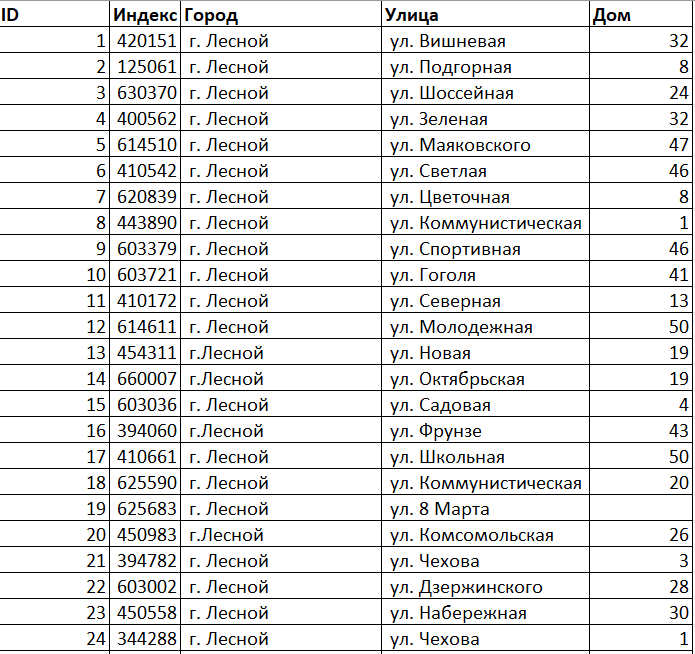 ID Индекс Город Улица Дом
1 420151 г. Лесной ул. Вишневая 32
2 125061 г. Лесной ул. Подгорная 8
3 630370 г. Лесной ул. Шоссейная 24
4 400562 г. Лесной ул. Зеленая 32
5 614510 г. Лесной ул. Маяковского 47
6 410542 г. Лесной ул. Светлая 46
7 620839 г. Лесной ул. Цветочная 8
8 443890 г. Лесной ул. Коммунистическая 1
9 603379 г. Лесной ул. Спортивная 46
10 603721 г. Лесной ул. Гоголя 41
11 410172 г. Лесной ул. Северная 13
12 614611 г. Лесной ул. Молодежная 50
13 454311 г.Лесной ул. Новая 19
14 660007 г.Лесной ул. Октябрьская 19
15 603036 г. Лесной ул. Садовая 4
16 394060 г.Лесной ул. Фрунзе 43
17 410661 г. Лесной ул. Школьная 50
18 625590 г. Лесной ул. Коммунистическая 20
19 625683 г. Лесной ул. 8 Марта
20 450983 г.Лесной ул. Комсомольская 26
21 394782 г. Лесной ул. Чехова 3
22 603002 г. Лесной ул. Дзержинского 28
23 450558 г. Лесной ул. Набережная 30
24 344288 г. Лесной ул. Чехова 1